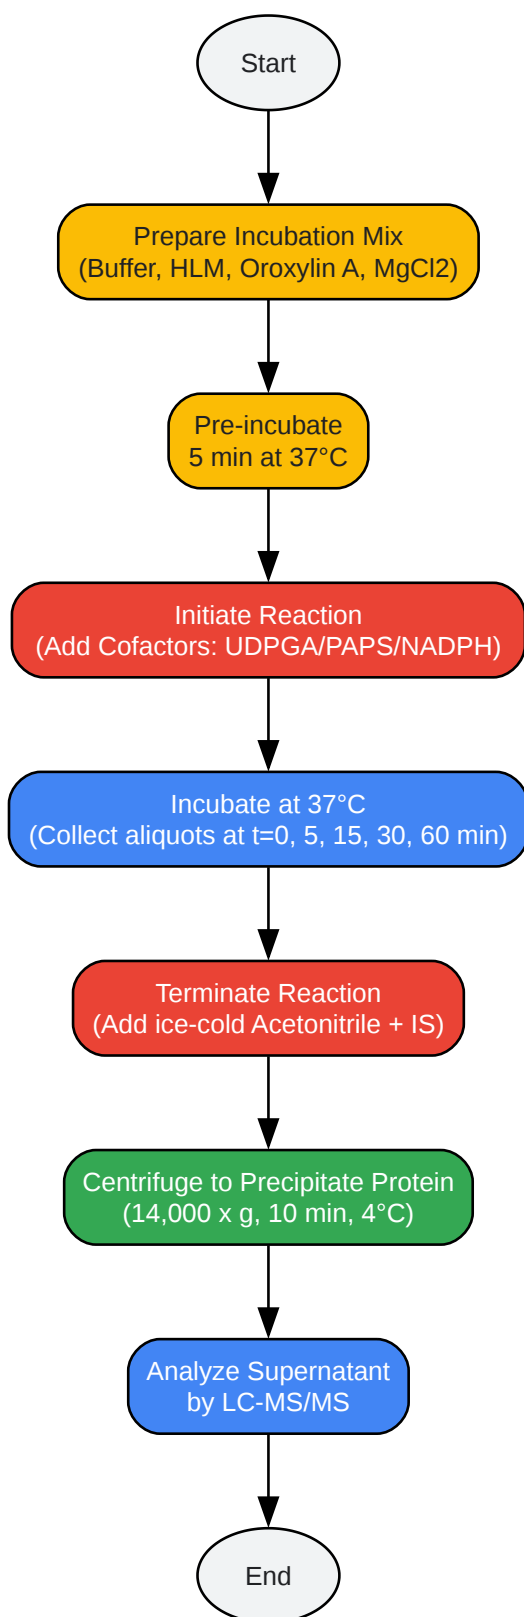 Start
Prepare Incubation Mix
(Buffer, HLM, Oroxylin A, MgCl2)
Pre-incubate
5 min at 37°C
Initiate Reaction
(Add Cofactors: UDPGA/PAPS/NADPH)
Incubate at 37°C
(Collect aliquots at t=0, 5, 15, 30, 60 min)
Terminate Reaction
(Add ice-cold Acetonitrile + IS)
Centrifuge to Precipitate Protein
(14,000 x g, 10 min, 4°C)
Analyze Supernatant
by LC-MS/MS
End